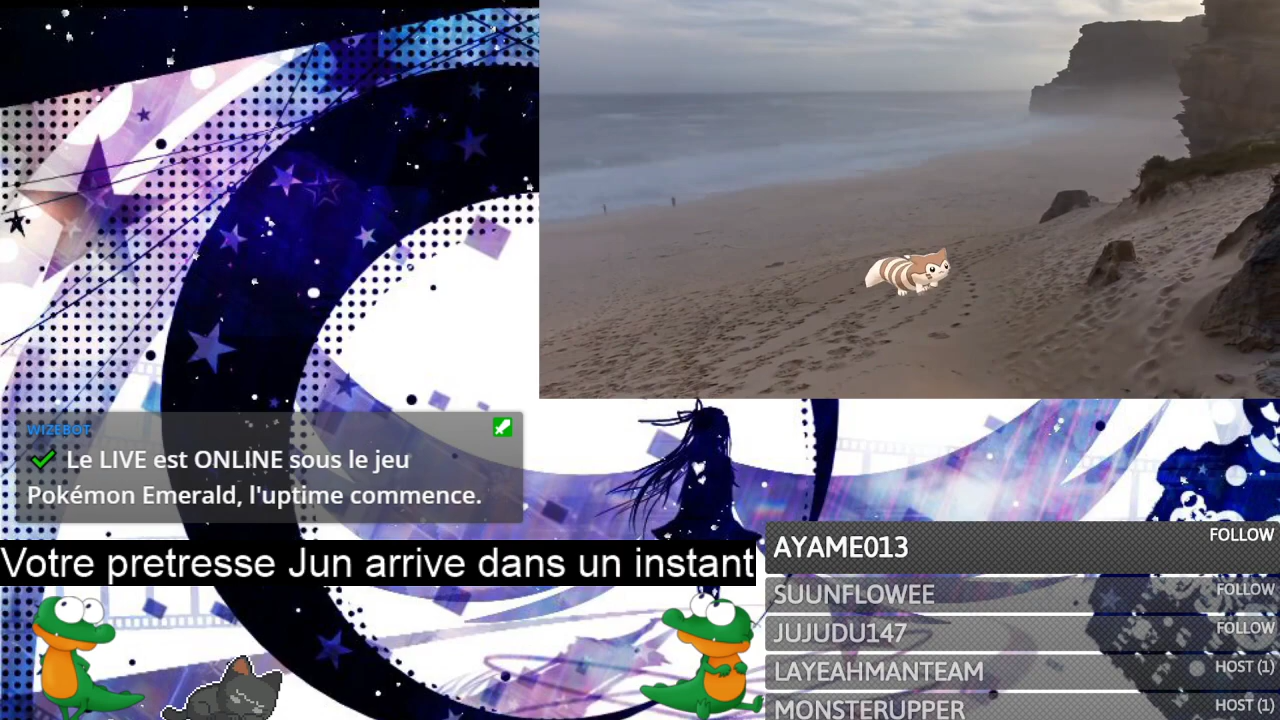 WIZEBOT
Le LIVE est ONLINE sous le jeu
Pokémon Emerald, l'uptime commence.
Votre pretresse Jun arrive dans un instant
AYAME013 FOLLOW
SUUNFLOWEE FOLLOW
JUJUDU147 FOLLOW
LAYEAHMANTEAM HOST (1)
MONSTERUPPER HOST (1)